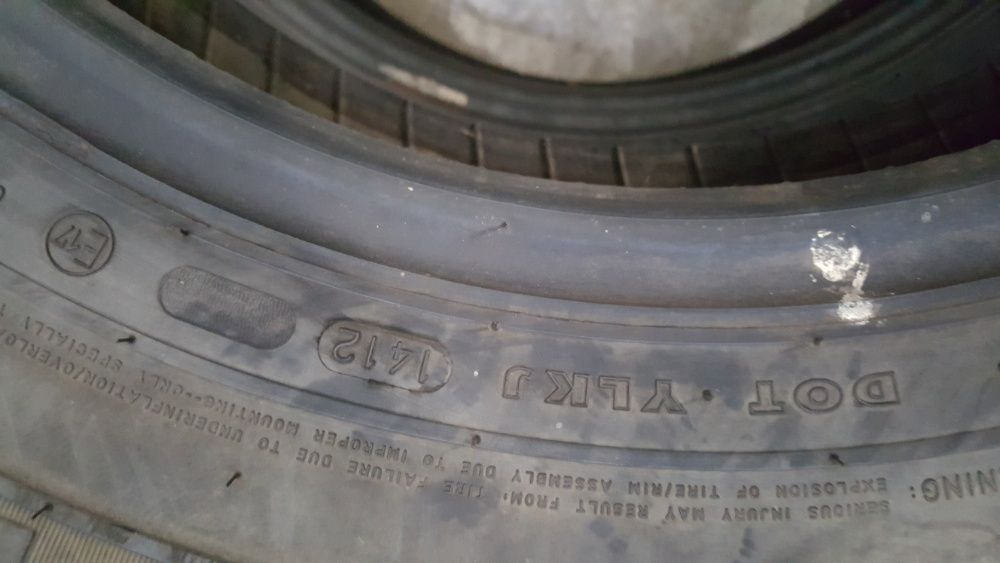 NING:
SERIOUS INJURY MAY RESULT FROM: TIRE FAILURE DUE TO UNDERINFLATION/OVERLO
EXPLOSION OF TIRE/RIM ASSEMBLY DUE TO IMPROPER MOUNTING--ONLY SPECIALLY T
DOT · YLKJ 1412 E-17